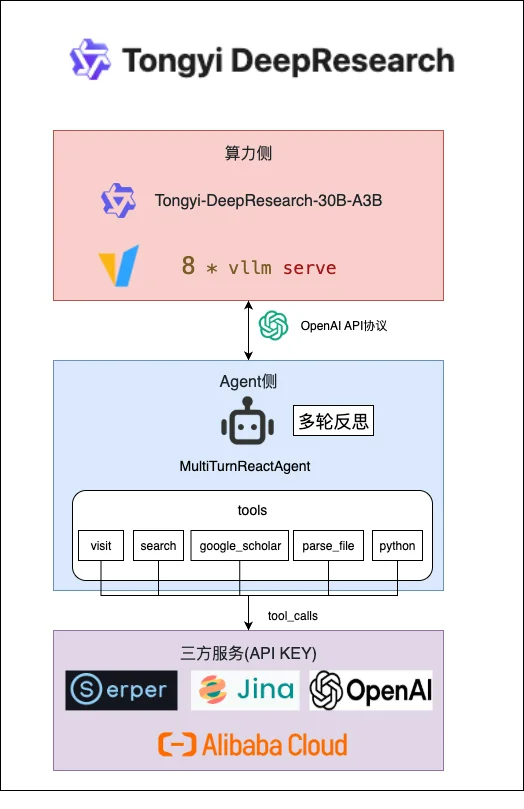 Tongyi DeepResearch
算力侧
Tongyi-DeepResearch-30B-A3B
8 * vllm serve
OpenAI API协议
Agent侧
多轮反思
MultiTurnReactAgent
tools
visit
search
google_scholar
parse_file
python
tool_calls
三方服务(API KEY)
Serper
Jina
OpenAI
Alibaba Cloud